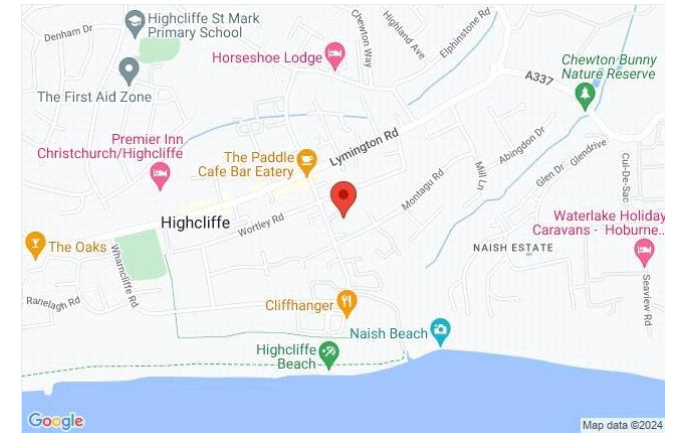 Highcliffe St Mark
Primary School
Denham Dr
Chewton Way
Highland Ave
Elphinstone Rd
Horseshoe Lodge
Chewton Bunny
Nature Reserve
A337
The First Aid Zone
Premier Inn
Christchurch/Highcliffe
The Paddle
Cafe Bar Eatery
Lymington Rd
Abingdon Dr
Glendrive
Glen Dr
Cul-De-Sac
Mill Ln
Montagu Rd
Highcliffe
Wortley Rd
Waterlake Holiday
Caravans - Hoburne...
The Oaks
Wharncliffe Rd
NAISH ESTATE
Seaview Rd
Ranelagh Rd
Cliffhanger
Naish Beach
Highcliffe
Beach
Google
Map data ©2024